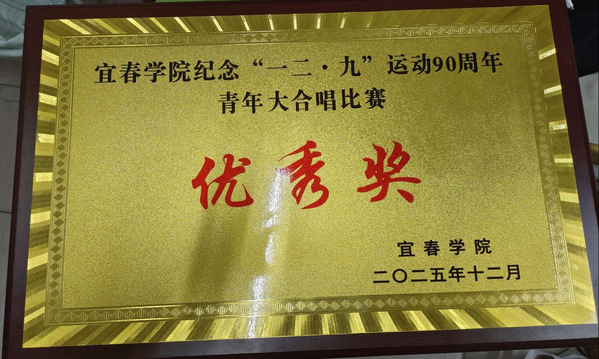 宜春学院纪念“一二·九”运动90周年
青年大合唱比赛
优秀奖
宜春学院
二〇二五年十二月